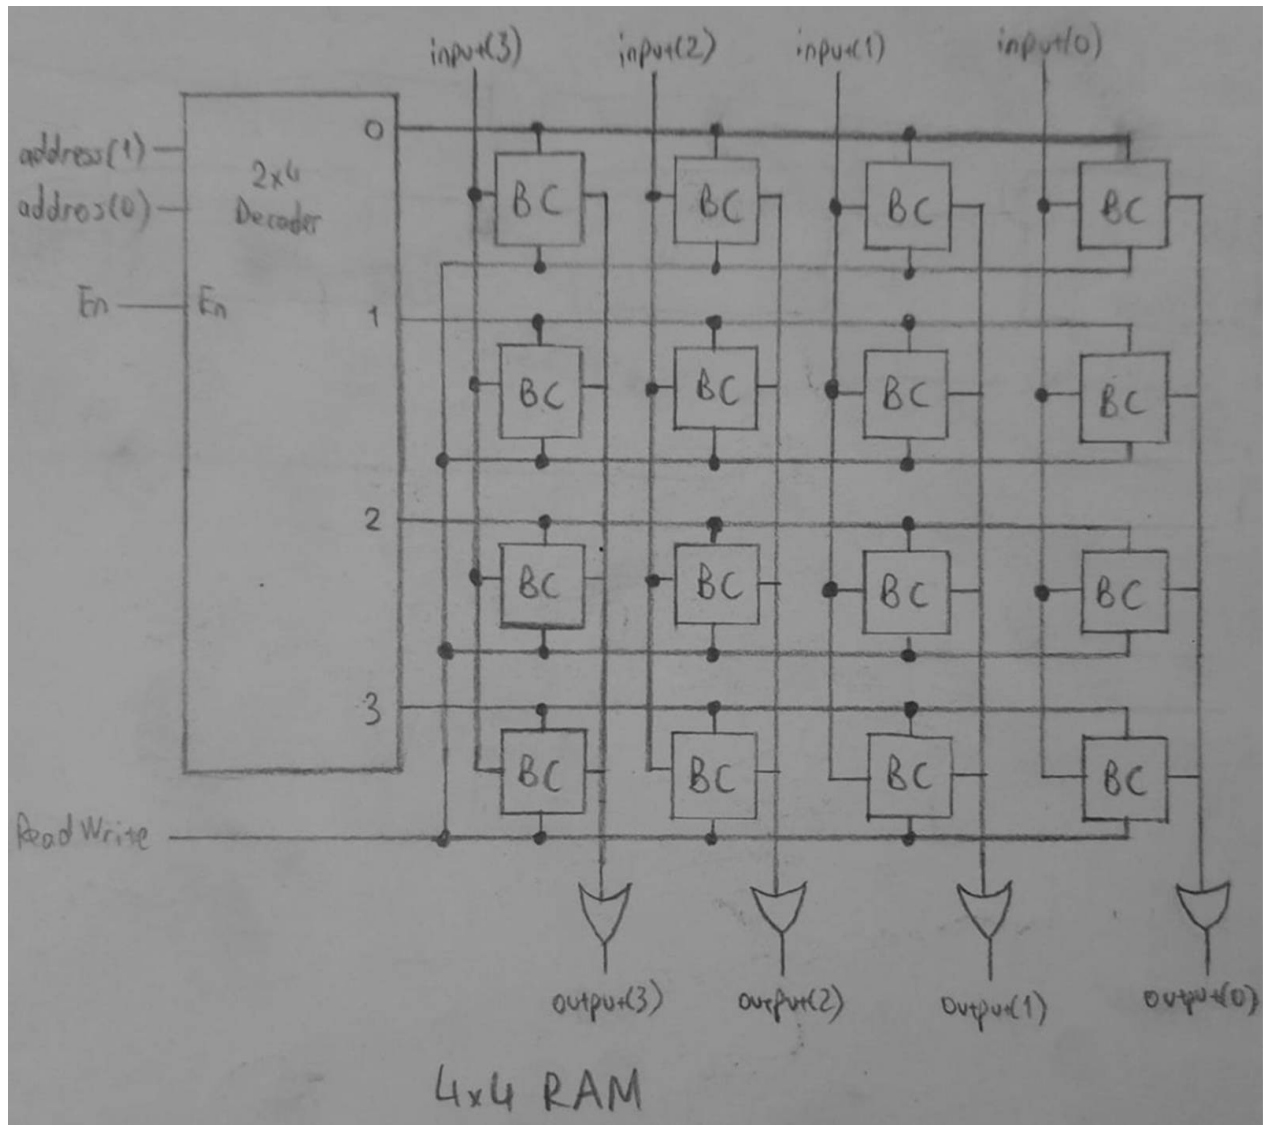 input(3) input(2) input(1) input(0)
0
address(1)
2x4
Decoder
addres(0)
BC BC BC BC
En En
1
BC BC BC BC
2
BC BC BC BC
3
BC BC BC BC
Read Write
output(3) output(2) output(1) output(0)
4x4 RAM